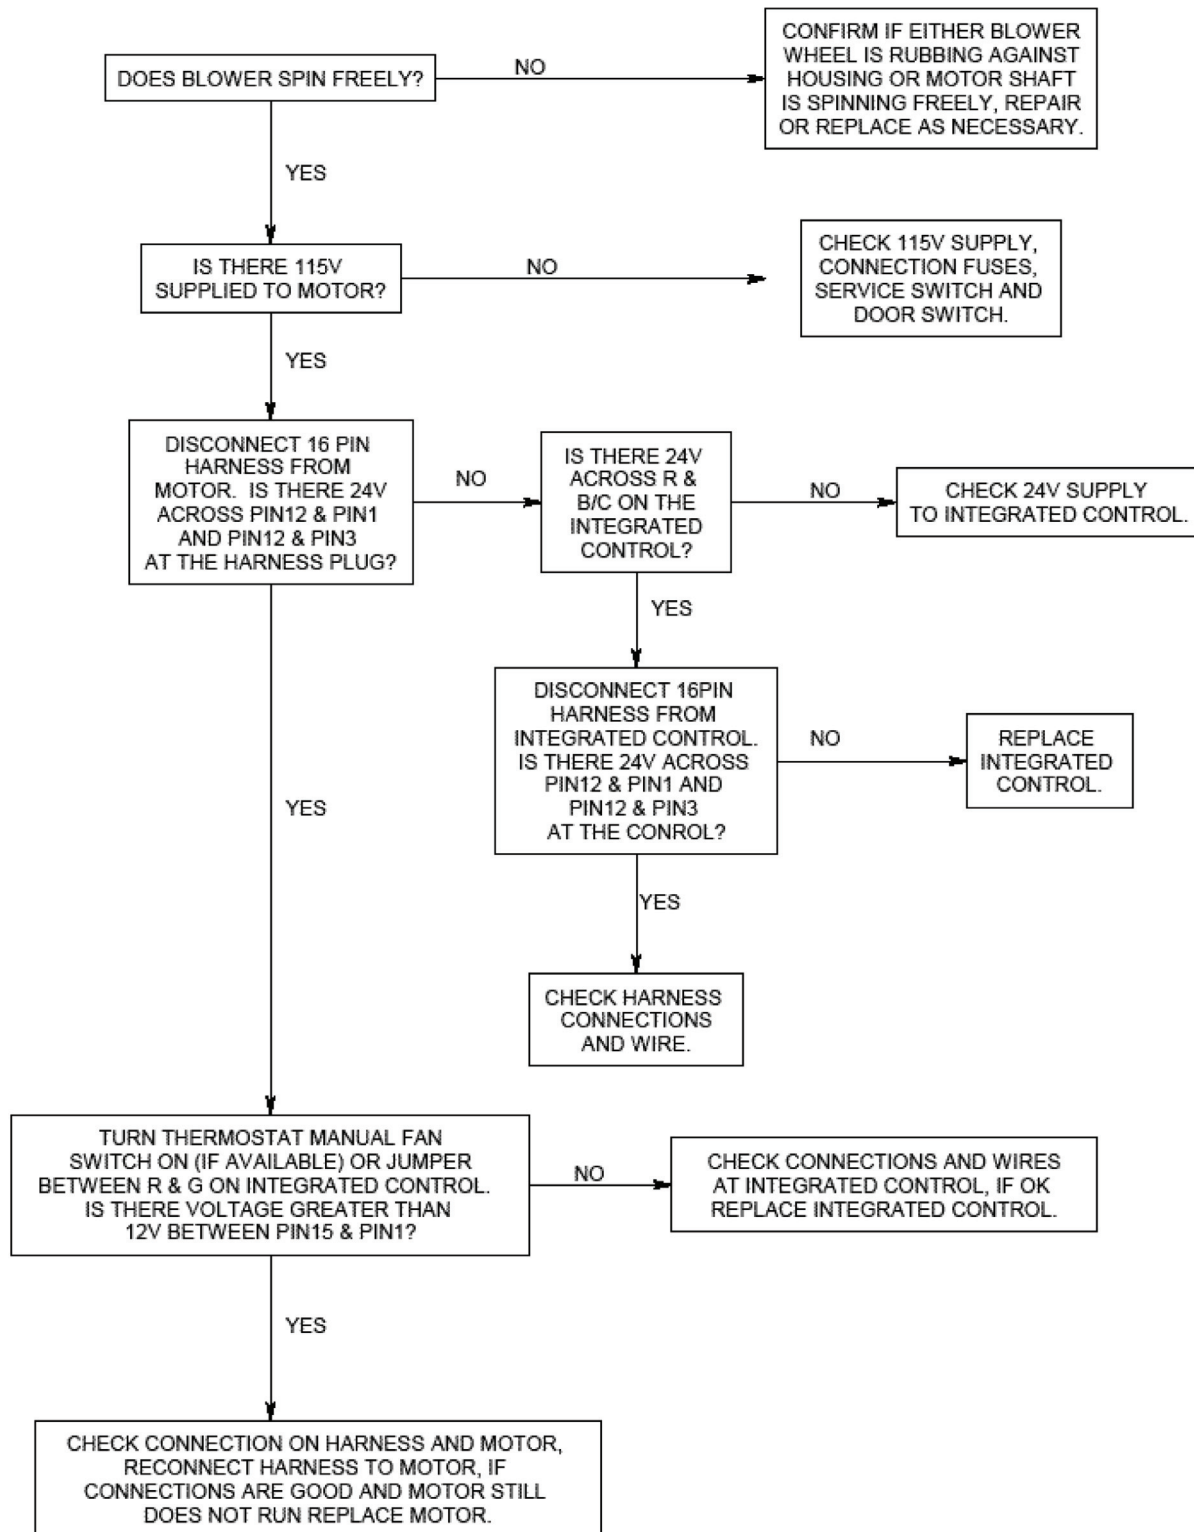 DOES BLOWER SPIN FREELY?
NO
CONFIRM IF EITHER BLOWER
WHEEL IS RUBBING AGAINST
HOUSING OR MOTOR SHAFT
IS SPINNING FREELY, REPAIR
OR REPLACE AS NECESSARY.
YES
IS THERE 115V
SUPPLIED TO MOTOR?
NO
CHECK 115V SUPPLY,
CONNECTION FUSES,
SERVICE SWITCH AND
DOOR SWITCH.
YES
DISCONNECT 16 PIN
HARNESS FROM
MOTOR. IS THERE 24V
ACROSS PIN12 & PIN1
AND PIN12 & PIN3
AT THE HARNESS PLUG?
NO
IS THERE 24V
ACROSS R &
B/C ON THE
INTEGRATED
CONTROL?
NO
CHECK 24V SUPPLY
TO INTEGRATED CONTROL.
YES
DISCONNECT 16PIN
HARNESS FROM
INTEGRATED CONTROL.
IS THERE 24V ACROSS
PIN12 & PIN1 AND
PIN12 & PIN3
AT THE CONROL?
NO
REPLACE
INTEGRATED
CONTROL.
YES
YES
CHECK HARNESS
CONNECTIONS
AND WIRE.
TURN THERMOSTAT MANUAL FAN
SWITCH ON (IF AVAILABLE) OR JUMPER
BETWEEN R & G ON INTEGRATED CONTROL.
IS THERE VOLTAGE GREATER THAN
12V BETWEEN PIN15 & PIN1?
NO
CHECK CONNECTIONS AND WIRES
AT INTEGRATED CONTROL, IF OK
REPLACE INTEGRATED CONTROL.
YES
CHECK CONNECTION ON HARNESS AND MOTOR,
RECONNECT HARNESS TO MOTOR, IF
CONNECTIONS ARE GOOD AND MOTOR STILL
DOES NOT RUN REPLACE MOTOR.